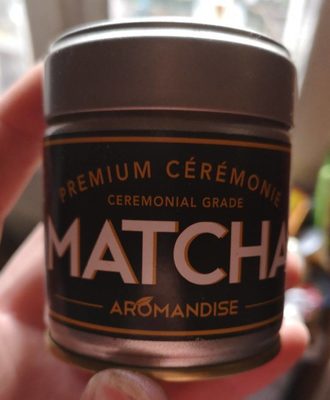 PREMIUM CÉRÉMONIE
CEREMONIAL GRADE
MATCHA
AROMANDISE